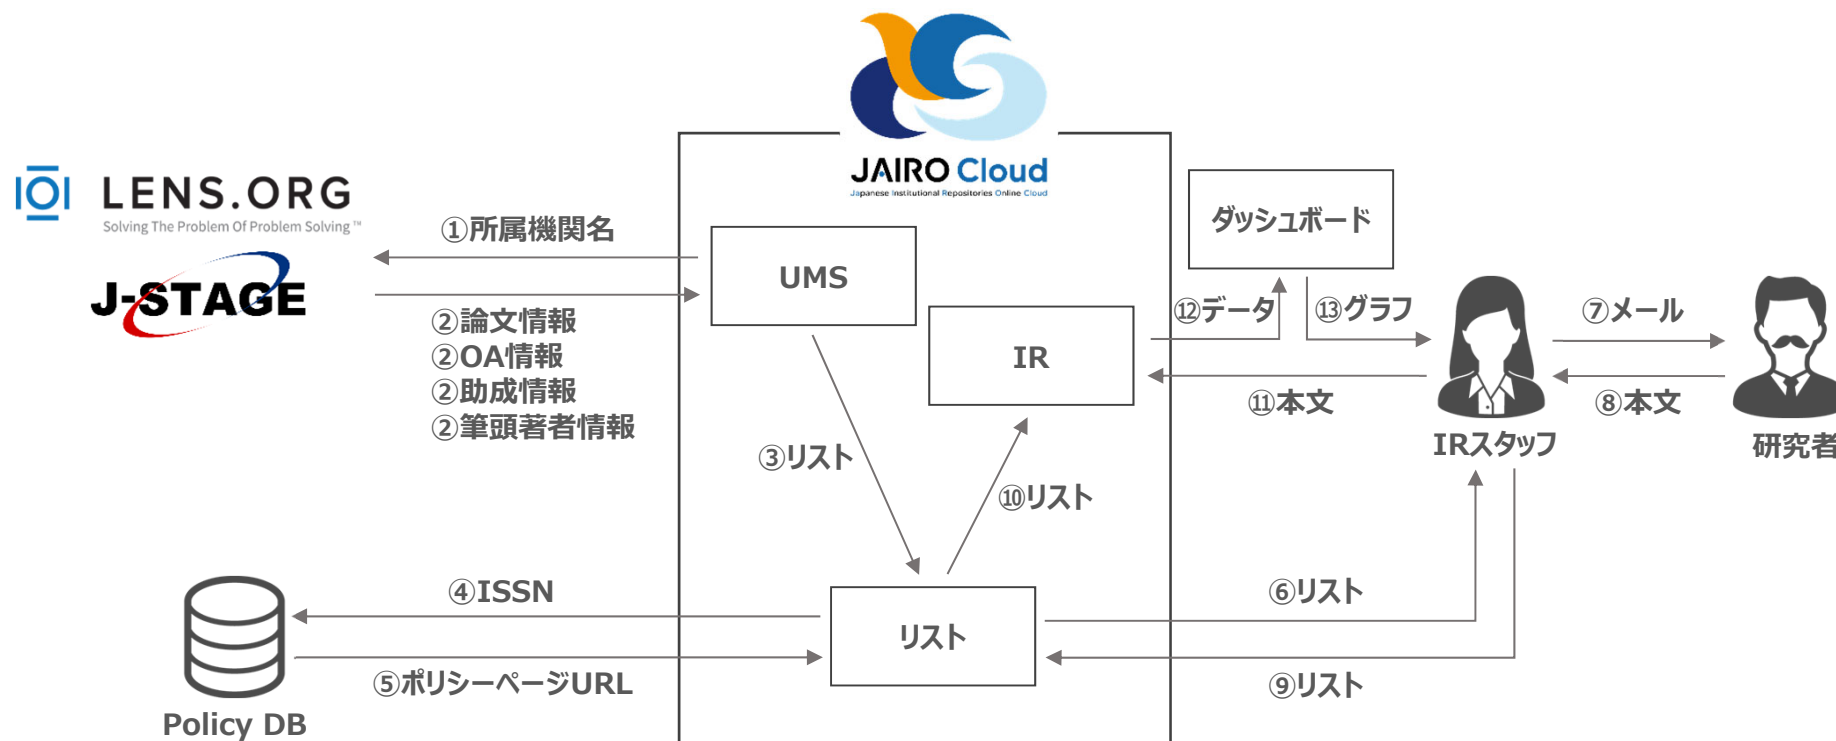 JAIRO Cloud
Japanese Institutional Repositories Online Cloud
LENS.ORG
Solving The Problem Of Problem Solving™
J-STAGE
①所属機関名
②論文情報
②OA情報
②助成情報
②筆頭著者情報
UMS
IR
ダッシュボード
⑫データ
⑬グラフ
⑦メール
⑪本文
⑧本文
IRスタッフ
研究者
③リスト
⑩リスト
④ISSN
リスト
⑥リスト
⑤ポリシーページURL
⑨リスト
Policy DB